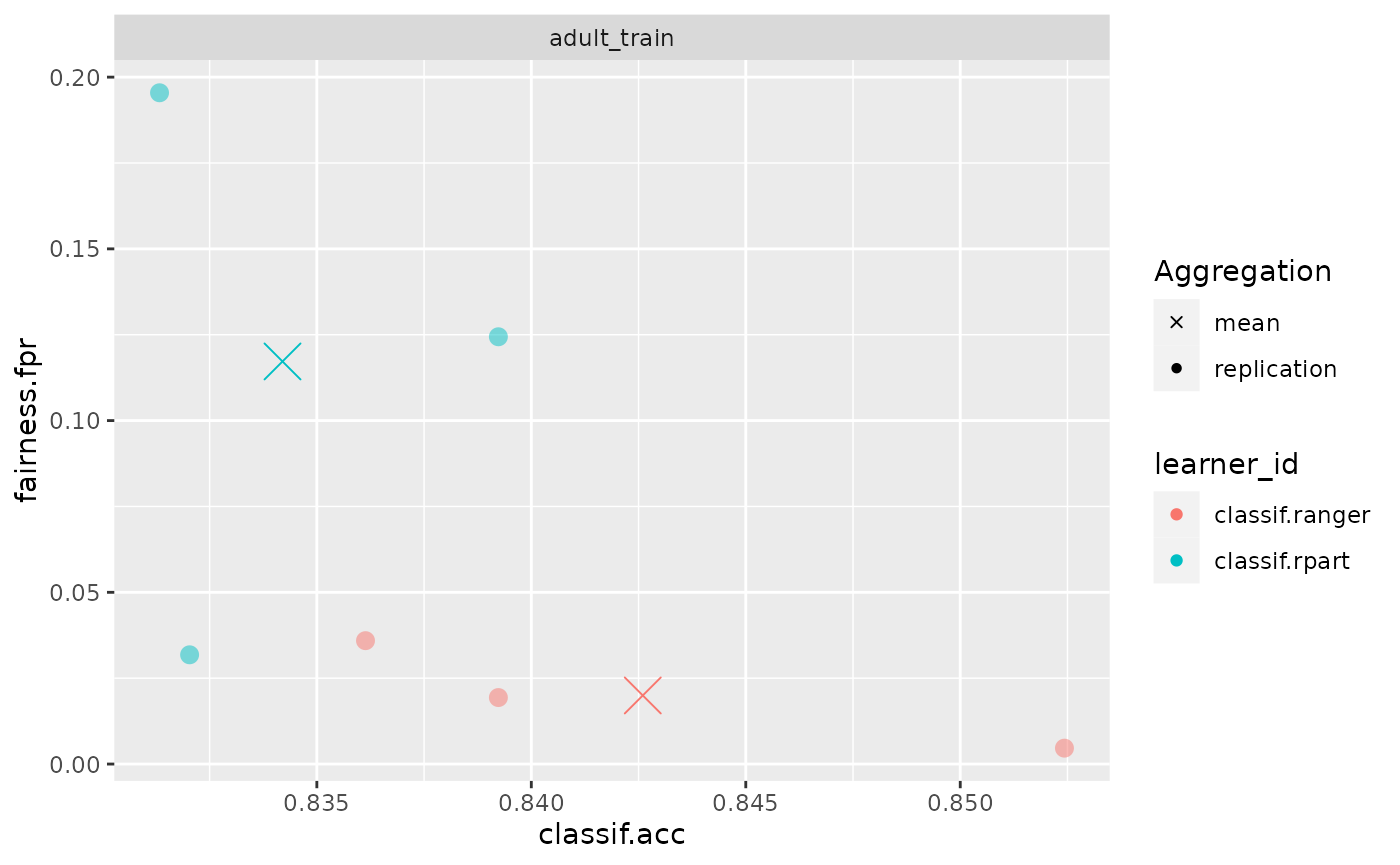 adult_train
0.20
0.15
0.10
0.05
0.00
fairness.fpr
0.835 0.840 0.845 0.850
classif.acc
Aggregation
mean
replication
learner_id
classif.ranger
classif.rpart